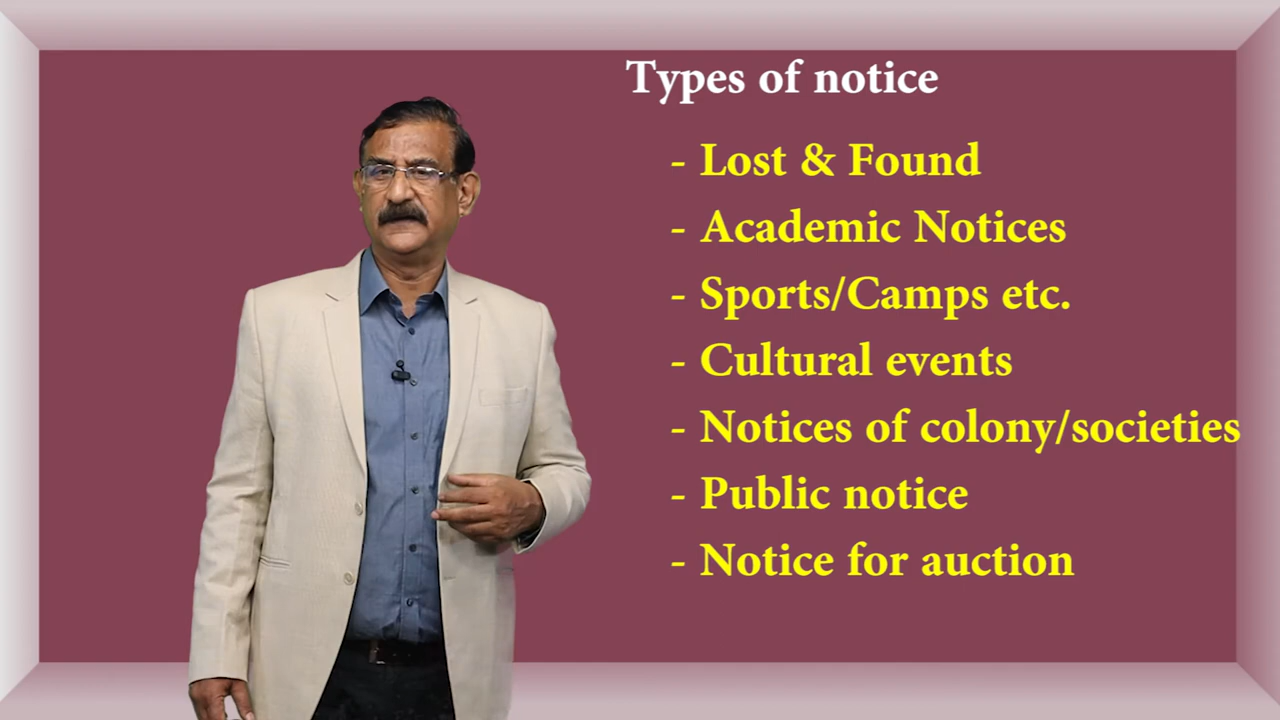 Types of notice
- Lost & Found
- Academic Notices
- Sports/Camps etc.
- Cultural events
- Notices of colony/societies
- Public notice
- Notice for auction